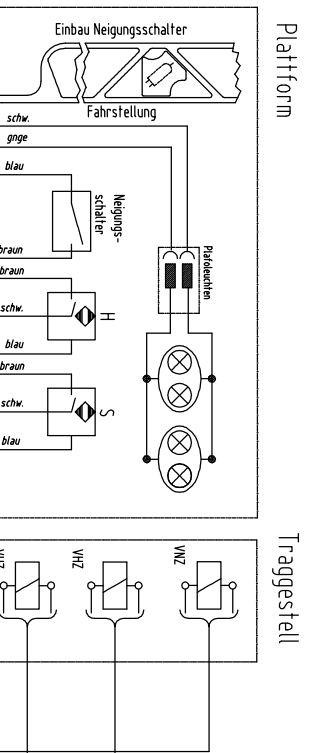 Einbau Neigungsschalter
Plattform
Fahrstellung
schw.
gnge
blau
Neigungs-
schalter
Plafoleuchten
braun
braun
schw.
H
blau
braun
schw.
S
blau
Traggestell
VHZ
VNZ